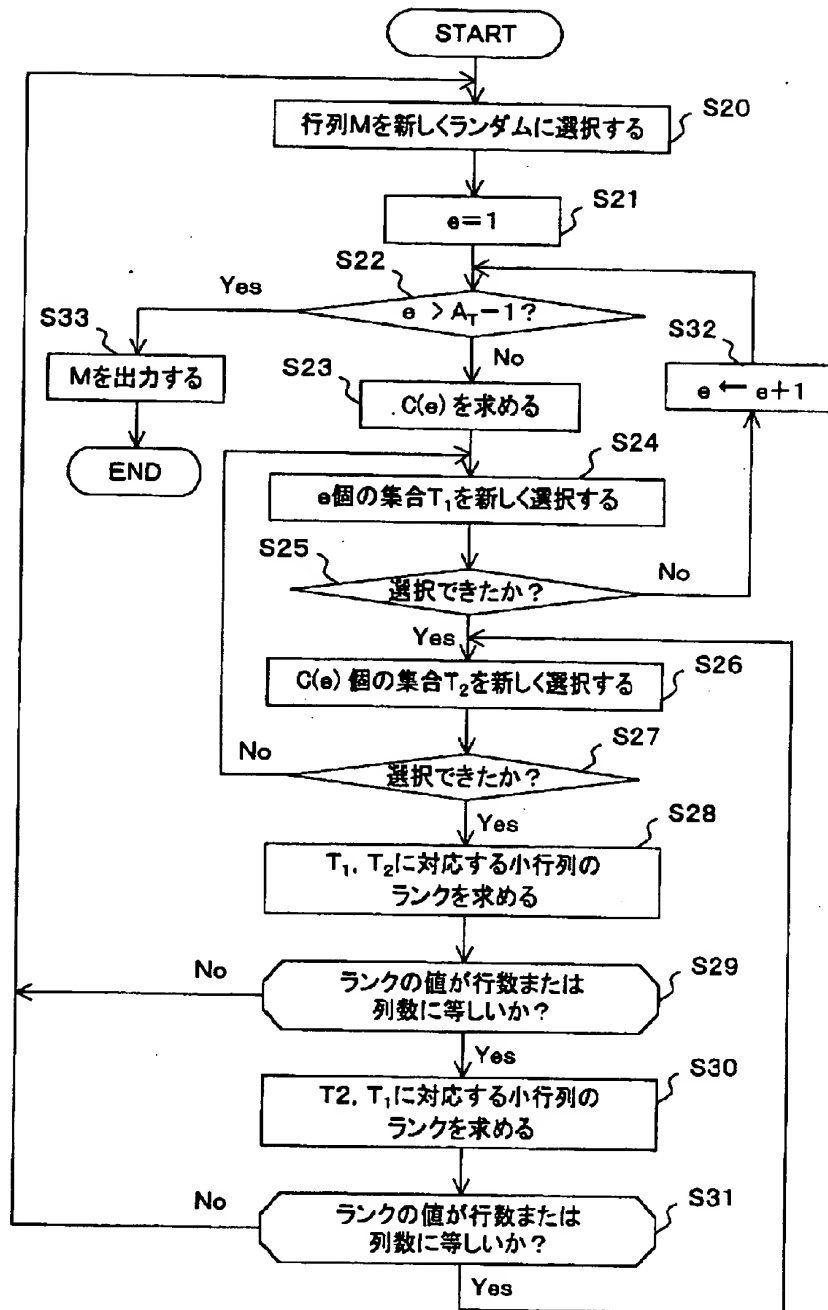 START
行列Mを新しくランダムに選択する
S20
e=1
S21
S22
Yes
e > A_T-1?
S33
No
S32
Mを出力する
S23
C(e)を求める
e ← e+1
END
S24
e個の集合T₁を新しく選択する
S25
選択できたか?
No
Yes
C(e)個の集合T₂を新しく選択する
S26
S27
No
選択できたか?
Yes
S28
T₁, T₂に対応する小行列の
ランクを求める
No
ランクの値が行数または
列数に等しいか?
S29
Yes
S30
T2, T₁に対応する小行列の
ランクを求める
No
ランクの値が行数または
列数に等しいか?
S31
Yes